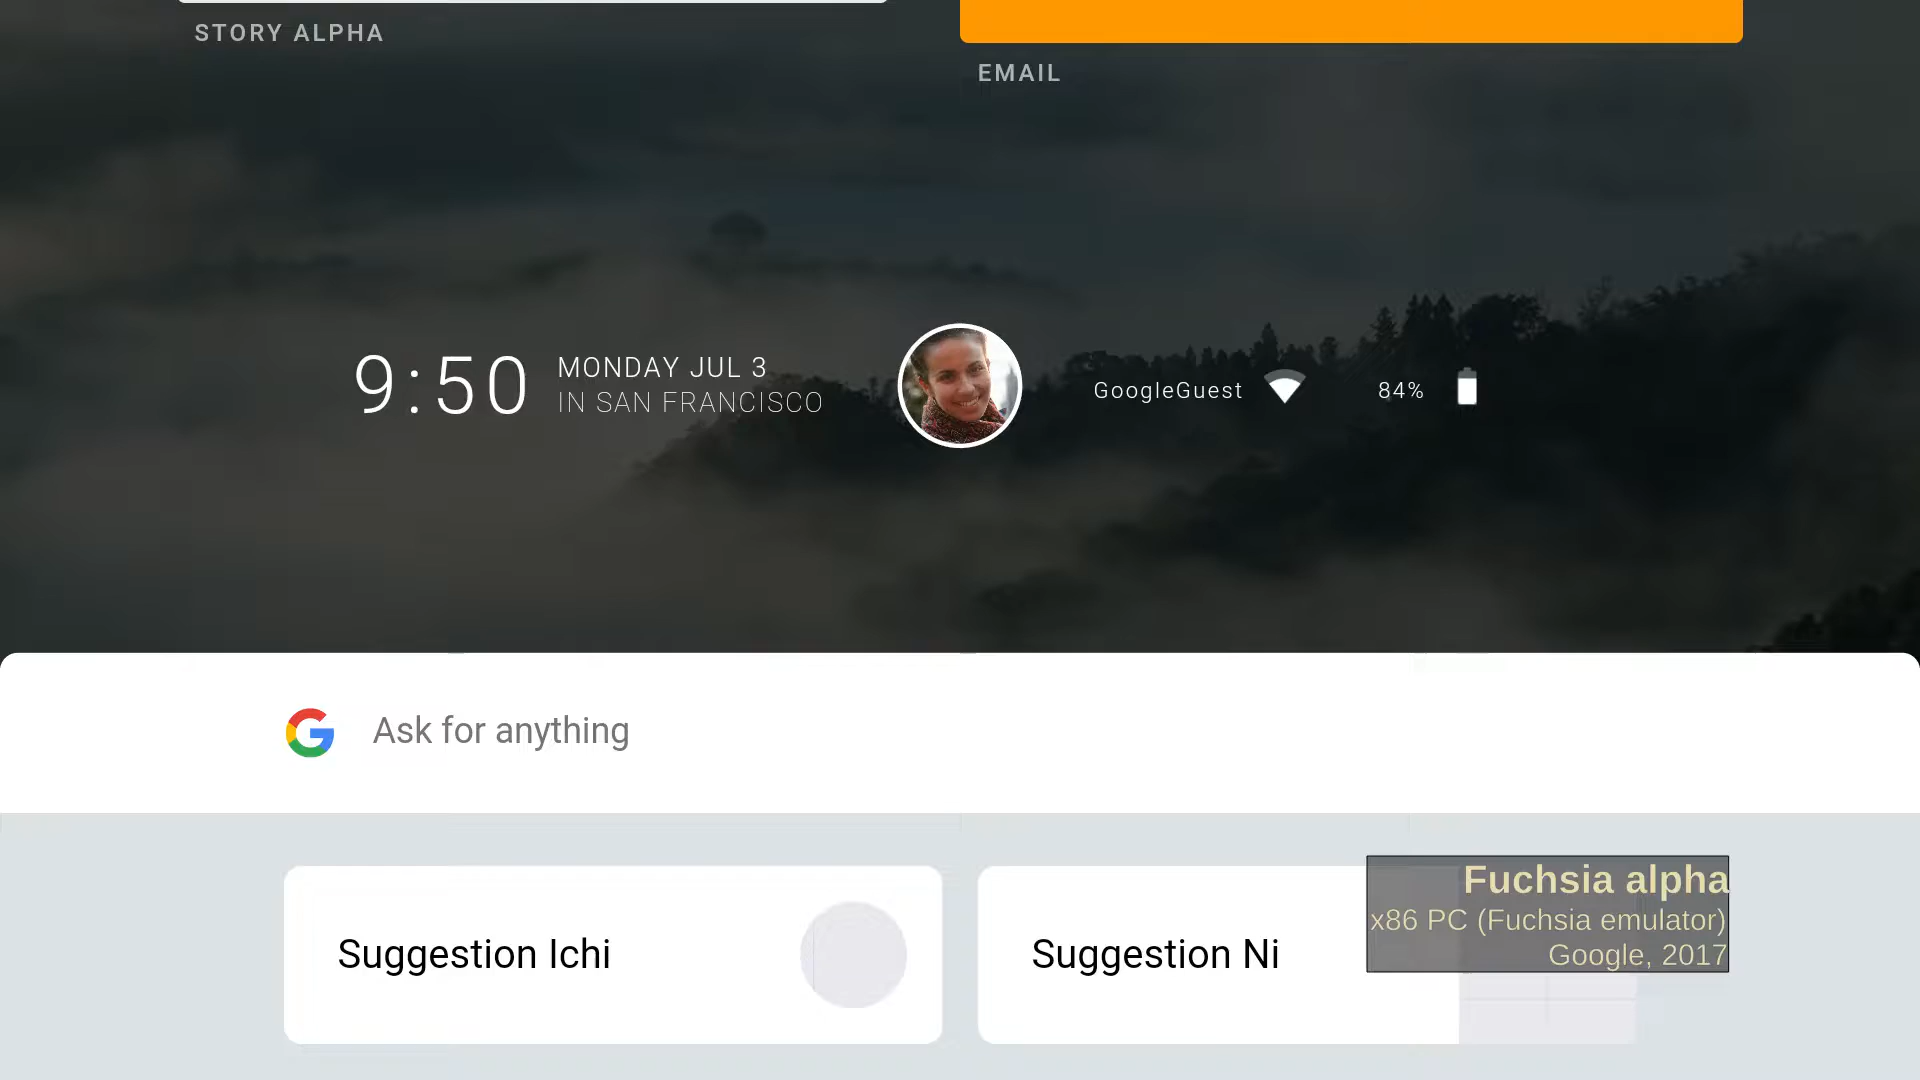 STORY ALPHA
EMAIL
9:50
MONDAY JUL 3
IN SAN FRANCISCO
GoogleGuest
84%
Ask for anything
Suggestion Ichi
Suggestion Ni
Fuchsia alpha
x86 PC (Fuchsia emulator)
Google, 2017